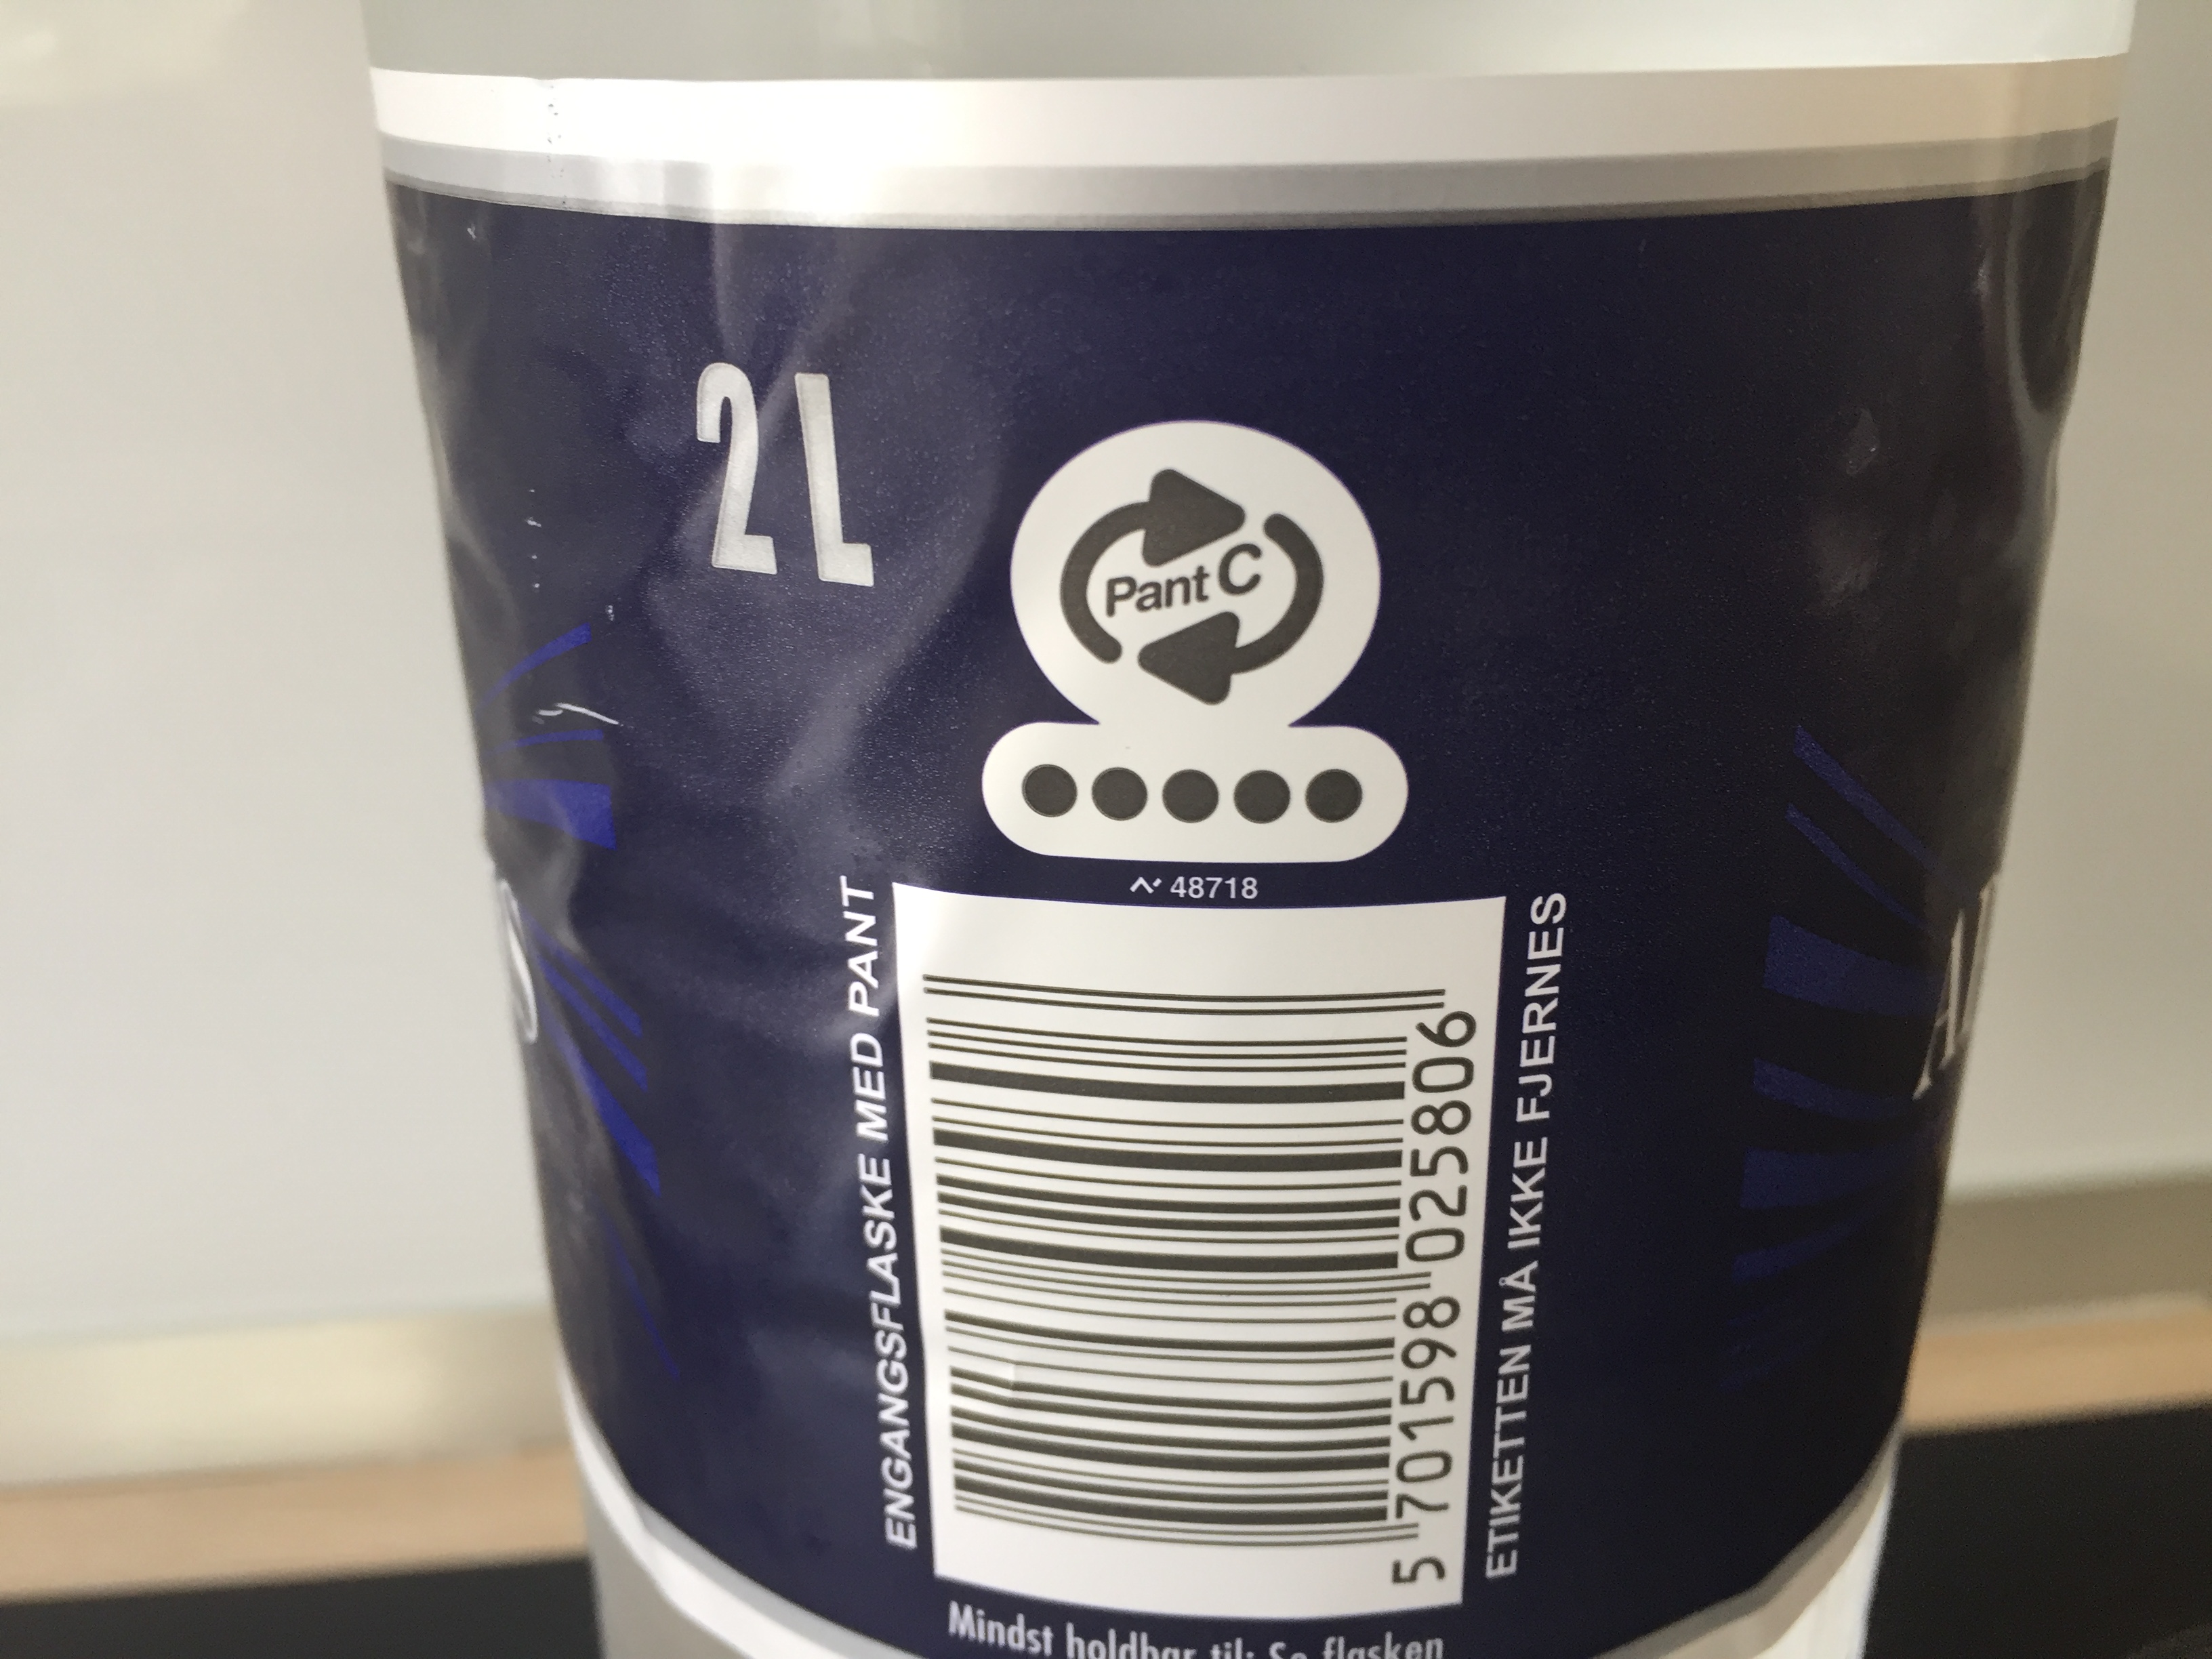 2L
Pant C
48718
ENGANGSFLASKE MED PANT
5 701598 025806
ETIKETTEN MÅ IKKE FJERNES
Mindst holdbar til: Se flasken